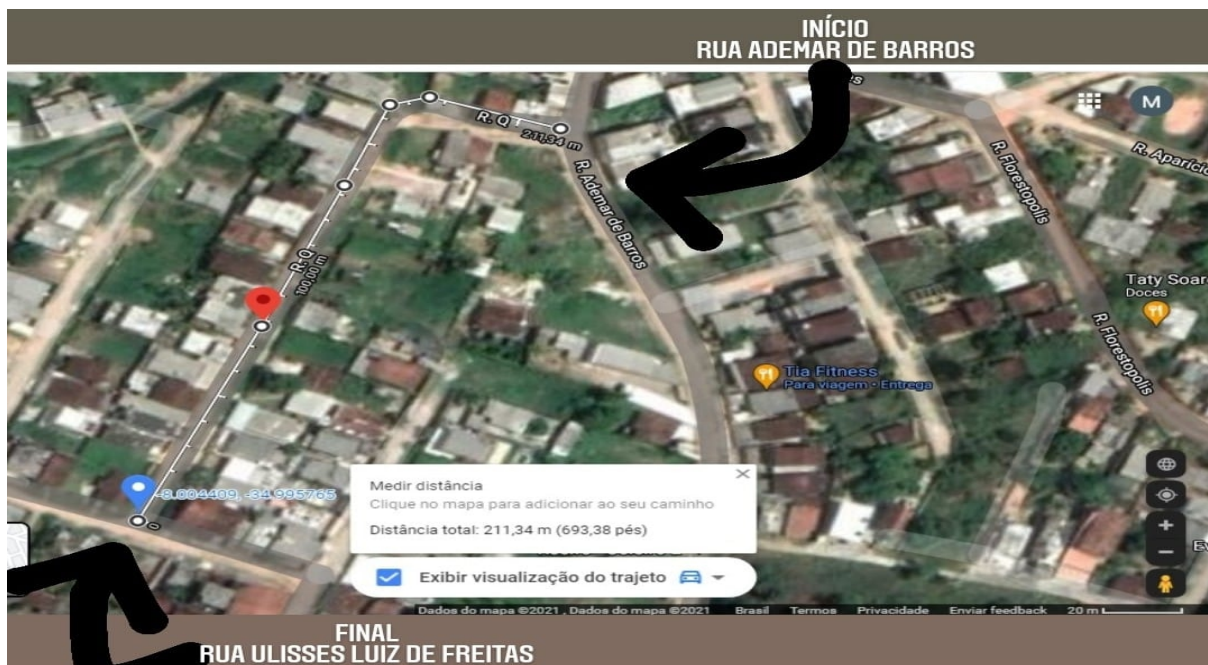 INÍCIO
RUA ADEMAR DE BARROS
M
R. Q
211,34 m
R. Ademar de Barros
R. Florestopolis
R. Aparício
R. Q
100,00 m
Taty Soar
Doces
R. Florestopolis
Tia Fitness
Para viagem • Entrega
-8.004409, -34.995765
0
Medir distância
Clique no mapa para adicionar ao seu caminho
Distância total: 211,34 m (693,38 pés)
Exibir visualização do trajeto
Dados do mapa ©2021 , Dados do mapa ©2021 Brasil Termos Privacidade Enviar feedback 20 m
FINAL
RUA ULISSES LUIZ DE FREITAS